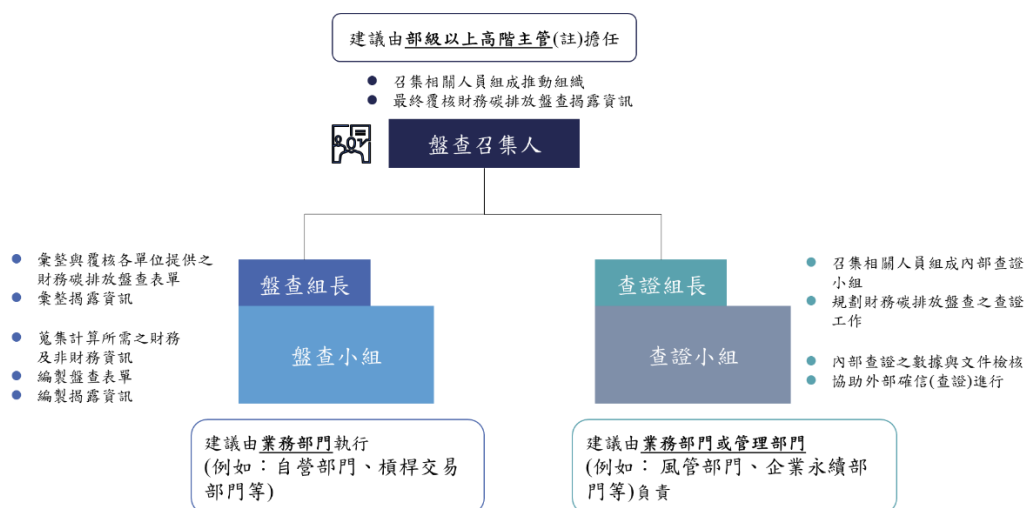 建議由部級以上高階主管(註)擔任
● 召集相關人員組成推動組織
● 最終覆核財務碳排放盤查揭露資訊
盤查召集人
● 彙整與覆核各單位提供之
財務碳排放盤查表單
● 彙整揭露資訊
● 蒐集計算所需之財務
及非財務資訊
● 編製盤查表單
● 編製揭露資訊
盤查組長
盤查小組
建議由業務部門執行
(例如：自營部門、槓桿交易
部門等)
查證組長
查證小組
● 召集相關人員組成內部查證
小組
● 規劃財務碳排放盤查之查證
工作
● 內部查證之數據與文件檢核
● 協助外部確信(查證)進行
建議由業務部門或管理部門
(例如： 風管部門、企業永續部
門等)負責